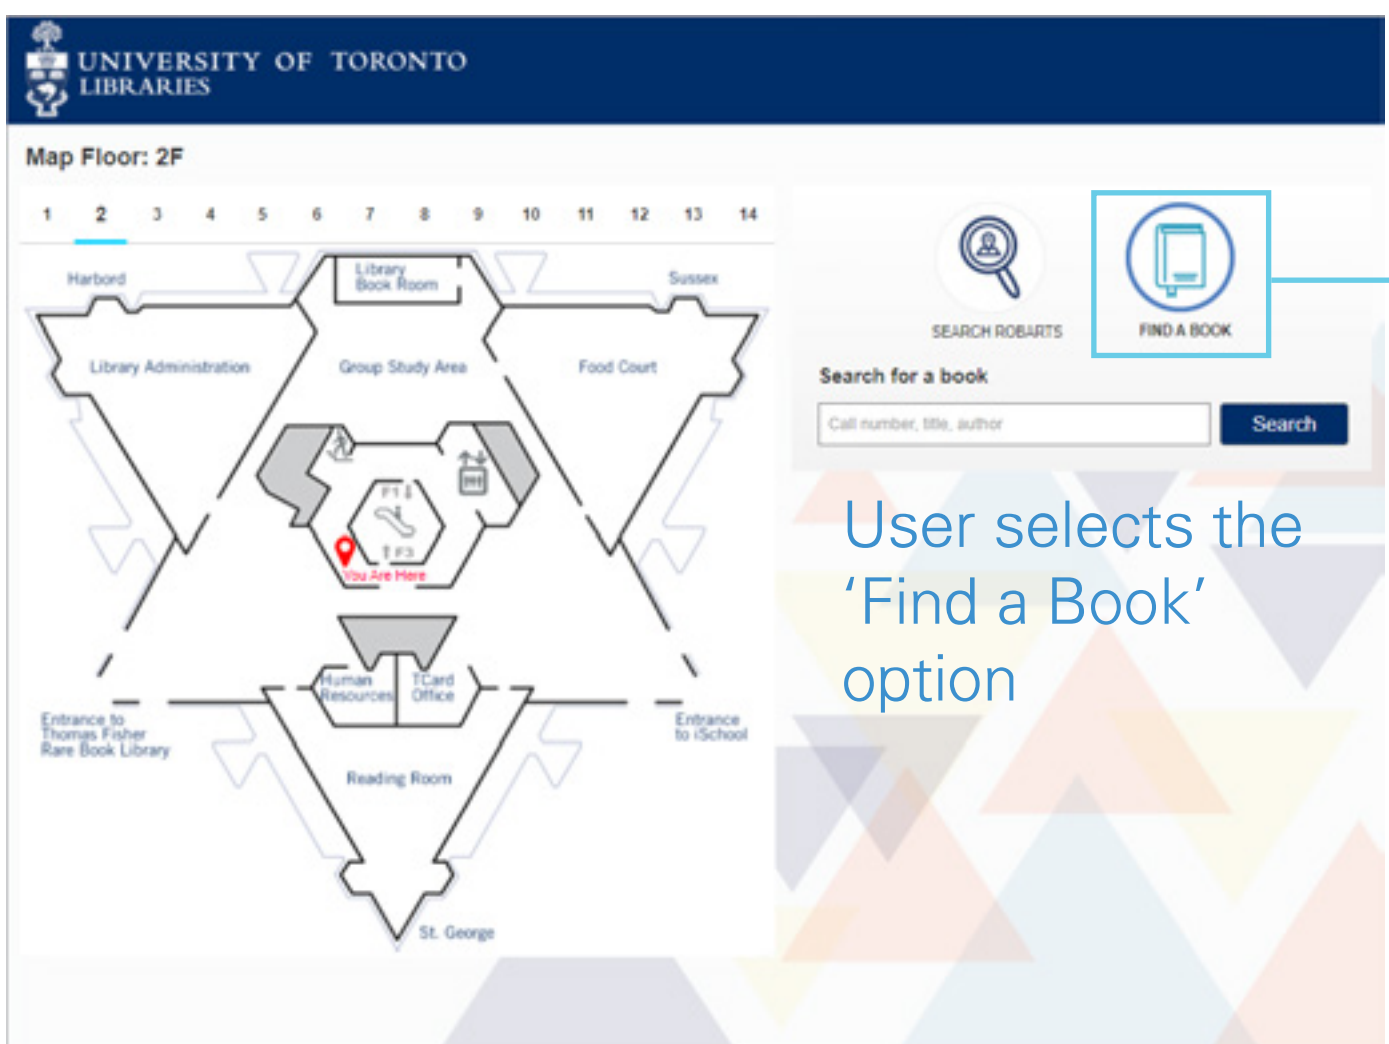 UNIVERSITY OF TORONTO
LIBRARIES
Map Floor: 2F
1 2 3 4 5 6 7 8 9 10 11 12 13 14
Harbord
Library
Book Room
Sussex
Library Administration
Group Study Area
Food Court
F1
F3
You Are Here
Human
Resources
TCard
Office
Entrance to
Thomas Fisher
Rare Book Library
Entrance
to iSchool
Reading Room
St. George
SEARCH ROBARTS
FIND A BOOK
Search for a book
Call number, title, author
Search
User selects the
‘Find a Book’
option